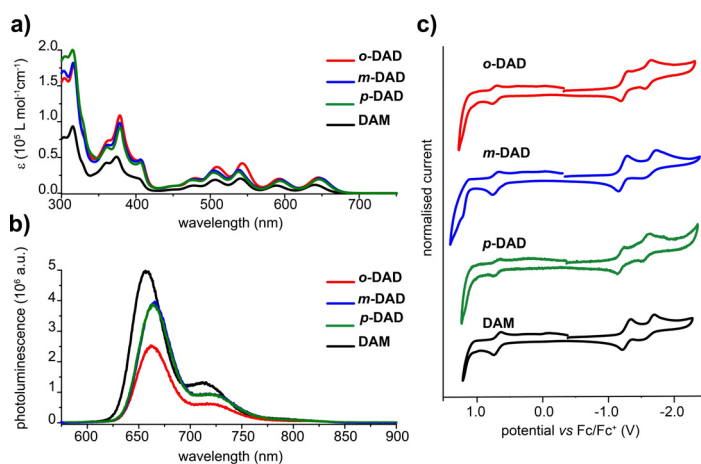 a)
ε (10⁵ L mol⁻¹cm⁻¹)
2.0
1.5
1.0
0.5
0.0
o-DAD
m-DAD
p-DAD
DAM
300 400 500 600 700
wavelength (nm)
b)
photoluminescence (10⁶ a.u.)
6
5
4
3
2
1
0
o-DAD
m-DAD
p-DAD
DAM
600 650 700 750 800 850 900
wavelength (nm)
c)
normalised current
o-DAD
m-DAD
p-DAD
DAM
1.0 0.0 -1.0 -2.0
potential vs Fc/Fc⁺ (V)